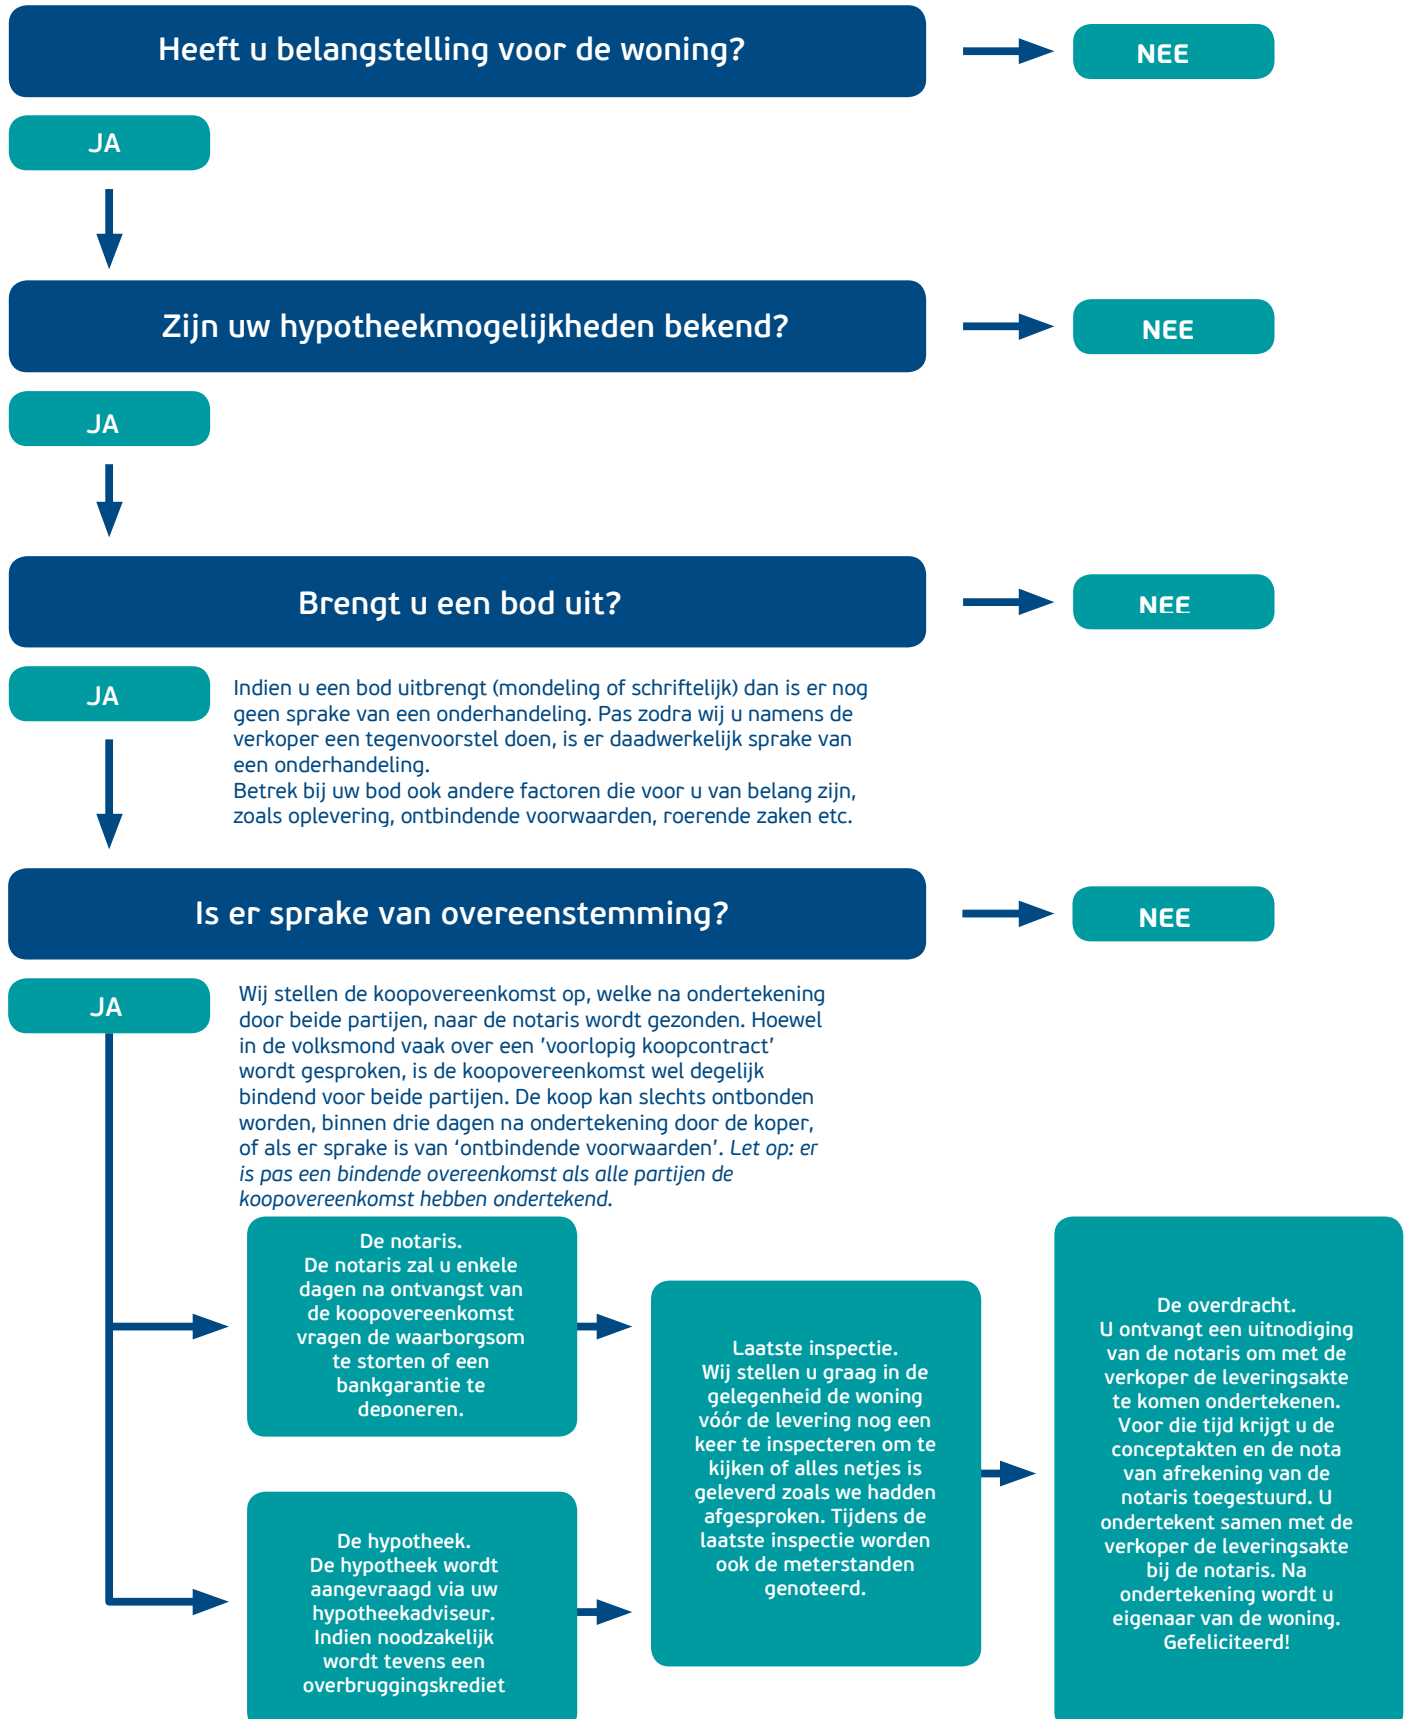 Heeft u belangstelling voor de woning?
NEE
JA
Zijn uw hypotheekmogelijkheden bekend?
NEE
JA
Brengt u een bod uit?
NEE
JA
Indien u een bod uitbrengt (mondeling of schriftelijk) dan is er nog
geen sprake van een onderhandeling. Pas zodra wij u namens de
verkoper een tegenvoorstel doen, is er daadwerkelijk sprake van
een onderhandeling.
Betrek bij uw bod ook andere factoren die voor u van belang zijn,
zoals oplevering, ontbindende voorwaarden, roerende zaken etc.
Is er sprake van overeenstemming?
NEE
JA
Wij stellen de koopovereenkomst op, welke na ondertekening
door beide partijen, naar de notaris wordt gezonden. Hoewel
in de volksmond vaak over een ’voorlopig koopcontract’
wordt gesproken, is de koopovereenkomst wel degelijk
bindend voor beide partijen. De koop kan slechts ontbonden
worden, binnen drie dagen na ondertekening door de koper,
of als er sprake is van ‘ontbindende voorwaarden’. Let op: er
is pas een bindende overeenkomst als alle partijen de
koopovereenkomst hebben ondertekend.
De notaris.
De notaris zal u enkele
dagen na ontvangst van
de koopovereenkomst
vragen de waarborgsom
te storten of een
bankgarantie te
deponeren.
De hypotheek.
De hypotheek wordt
aangevraagd via uw
hypotheekadviseur.
Indien noodzakelijk
wordt tevens een
overbruggingskrediet
Laatste inspectie.
Wij stellen u graag in de
gelegenheid de woning
vóór de levering nog een
keer te inspecteren om te
kijken of alles netjes is
geleverd zoals we hadden
afgesproken. Tijdens de
laatste inspectie worden
ook de meterstanden
genoteerd.
De overdracht.
U ontvangt een uitnodiging
van de notaris om met de
verkoper de leveringsakte
te komen ondertekenen.
Voor die tijd krijgt u de
conceptakten en de nota
van afrekening van de
notaris toegestuurd. U
ondertekent samen met de
verkoper de leveringsakte
bij de notaris. Na
ondertekening wordt u
eigenaar van de woning.
Gefeliciteerd!